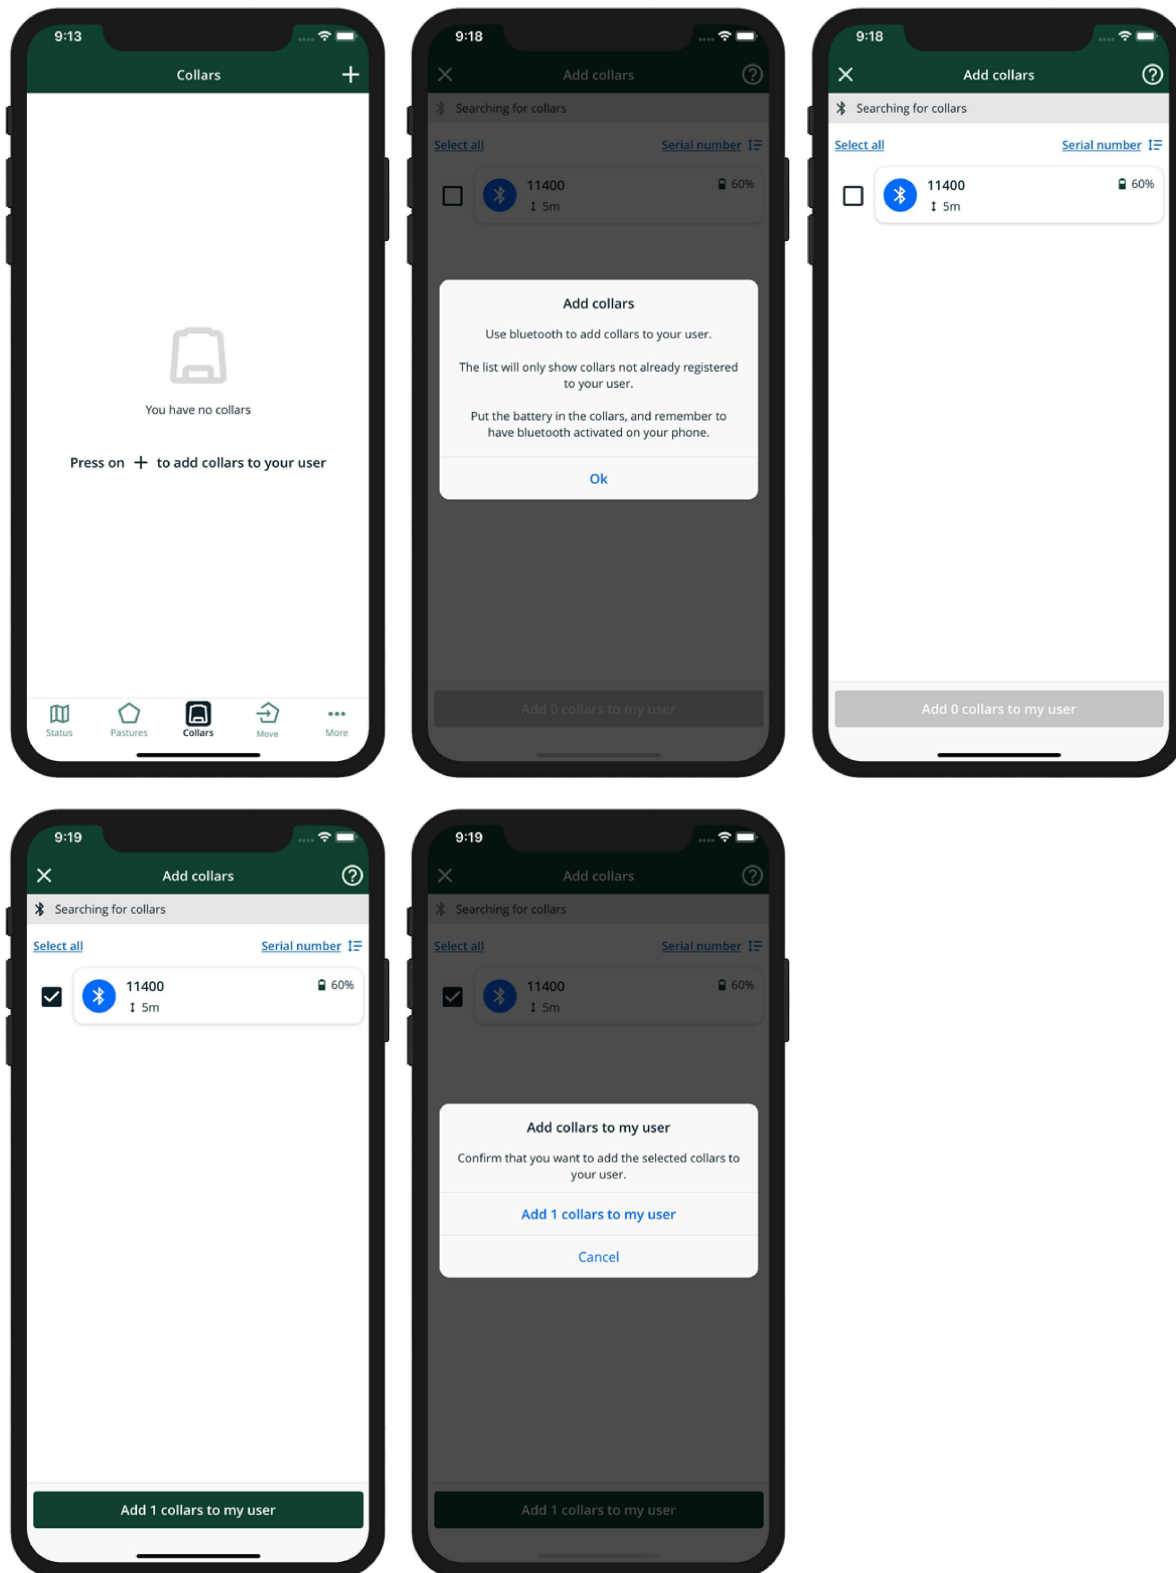 9:13
Collars
You have no collars
Press on + to add collars to your user
Status
Pastures
Collars
Move
More
9:18
Add collars
Searching for collars
Select all
Serial number
11400
60%
5m
Add collars
Use bluetooth to add collars to your user.
The list will only show collars not already registered
to your user.
Put the battery in the collars, and remember to
have bluetooth activated on your phone.
Ok
Add 0 collars to my user
9:18
Add collars
Searching for collars
Select all
Serial number
11400
60%
5m
Add 0 collars to my user
9:19
Add collars
Searching for collars
Select all
Serial number
11400
60%
5m
Add 1 collars to my user
9:19
Add collars
Searching for collars
Select all
Serial number
11400
60%
5m
Add collars to my user
Confirm that you want to add the selected collars to
your user.
Add 1 collars to my user
Cancel
Add 1 collars to my user